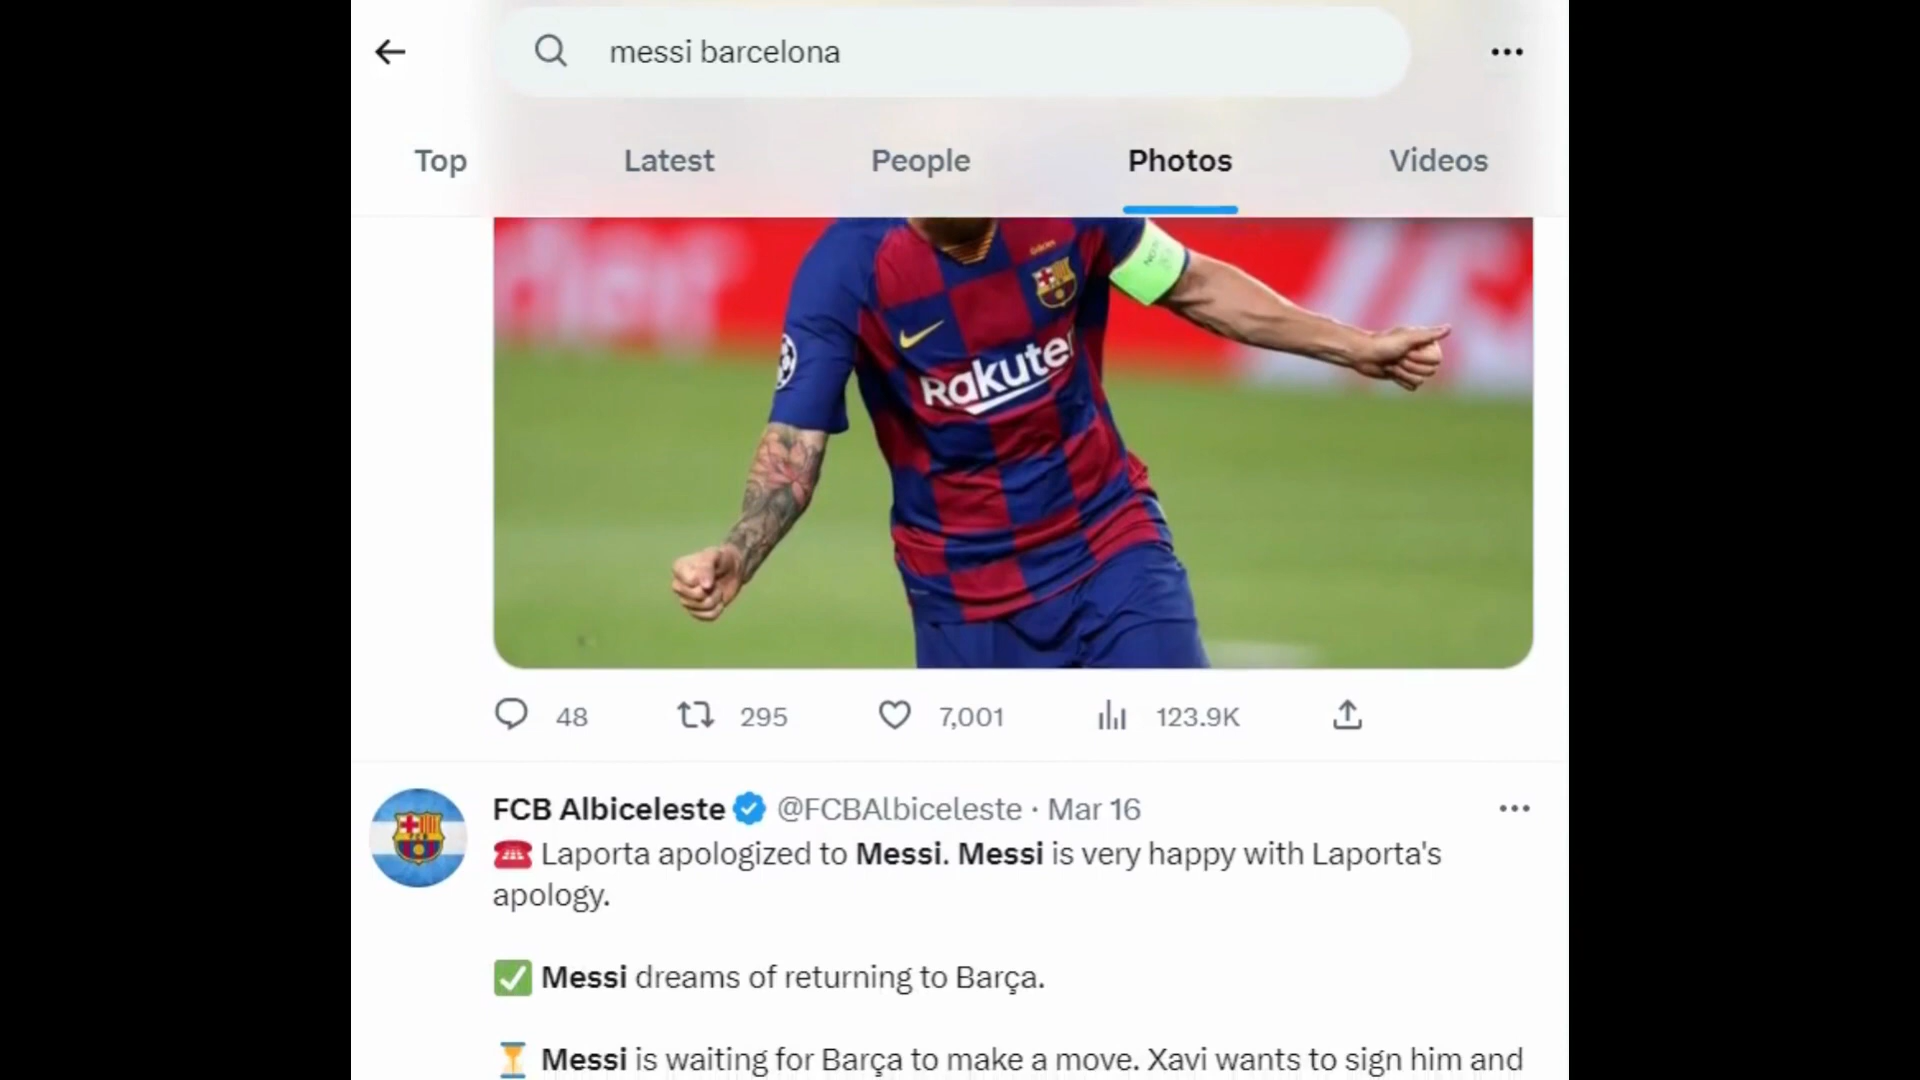 messi barcelona
Top Latest People Photos Videos
Rakuten
48 295 7,001 123.9K
FCB Albiceleste @FCBAlbiceleste · Mar 16
Laporta apologized to Messi. Messi is very happy with Laporta's
apology.
Messi dreams of returning to Barça.
Messi is waiting for Barça to make a move. Xavi wants to sign him and